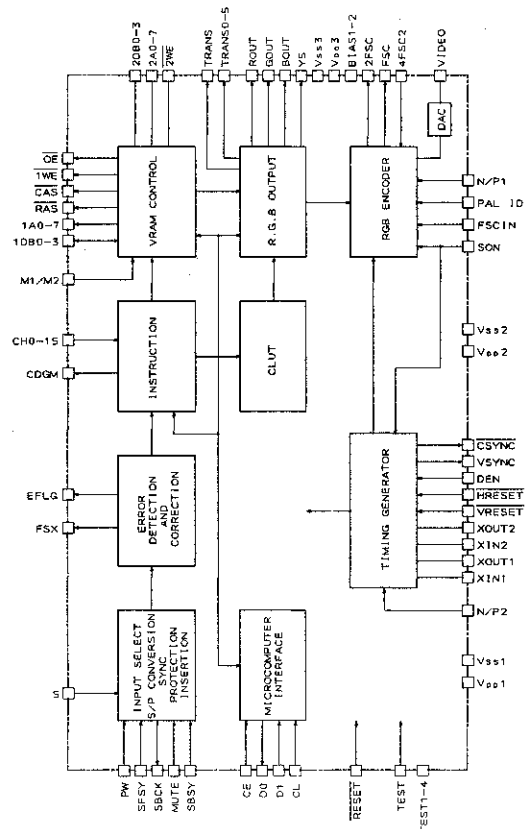 2DB0-3
2A0-7
2WE
TRANS
TRANS0-5
ROUT
GOUT
BOUT
YS
Vss3
VDD3
BIAS1-2
2FSC
FSC
4FSC2
VIDEO
DAC
OE
1WE
CAS
RAS
1A0-7
1DB0-3
M1/M2
CH0~15
CDGM
EFLG
FSX
S
VRAM CONTROL
R.G.B OUTPUT
RGB ENCODER
N/P1
PAL ID
FSCIN
SON
INSTRUCTION
CLUT
Vss2
VDD2
ERROR
DETECTION
AND
CORRECTION
TIMING GENERATOR
CSYNC
VSYNC
DEN
HRESET
VRESET
XOUT2
XIN2
XOUT1
XIN1
N/P2
INPUT SELECT
S/P CONVERSION
SYNC
PROTECTION
INSERTION
MICROCOMPUTER
INTERFACE
Vss1
VDD1
PW
SFSY
SBCK
MUTE
SBSY
CE
D0
D1
CL
RESET
TEST
TEST1-4